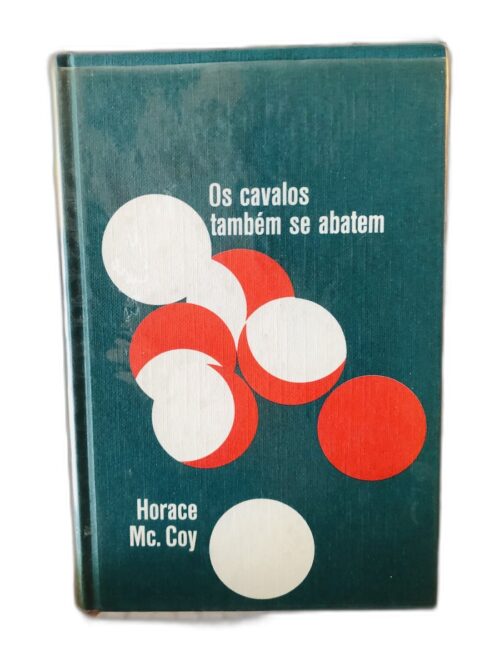 Os cavalos
também se abatem
Horace
Mc. Coy